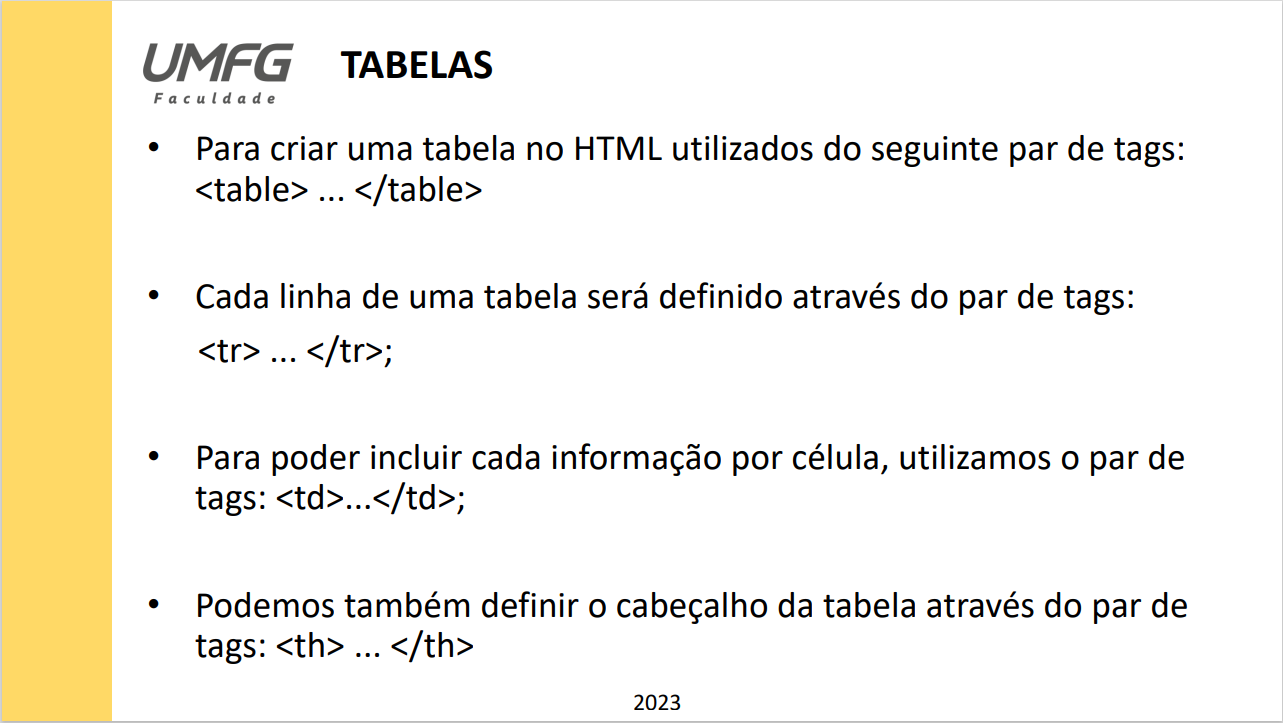 UMFG
Faculdade
TABELAS
• Para criar uma tabela no HTML utilizados do seguinte par de tags:
<table> ... </table>
• Cada linha de uma tabela será definido através do par de tags:
<tr> ... </tr>;
• Para poder incluir cada informação por célula, utilizamos o par de
tags: <td>...</td>;
• Podemos também definir o cabeçalho da tabela através do par de
tags: <th> ... </th>
2023